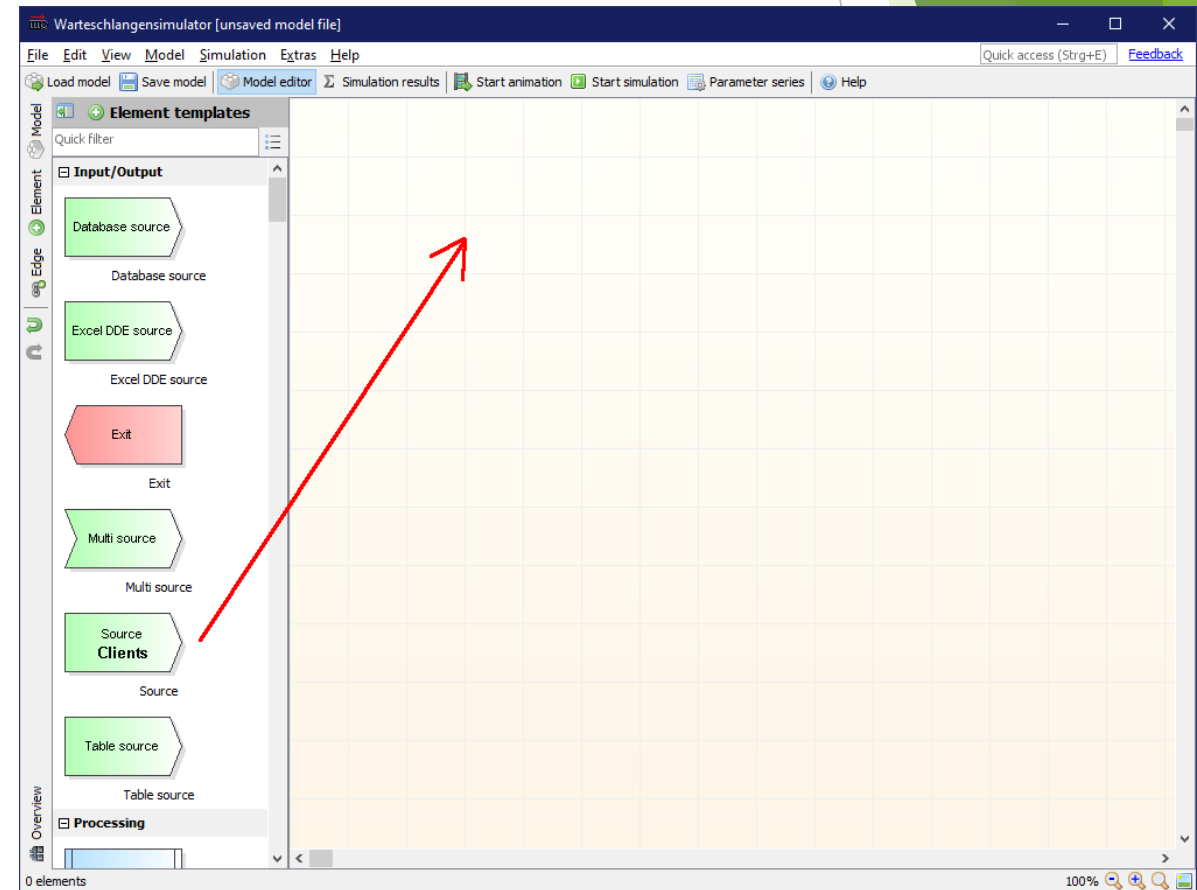 Warteschlangensimulator [unsaved model file]
File Edit View Model Simulation Extras Help
Quick access (Strg+E) Feedback
Load model Save model Model editor Σ Simulation results Start animation Start simulation Parameter series Help
Model
Element
Edge
Overview
Element templates
Quick filter
Input/Output
Database source
Database source
Excel DDE source
Excel DDE source
Exit
Exit
Multi source
Multi source
Source
Clients
Source
Table source
Table source
Processing
0 elements
100%